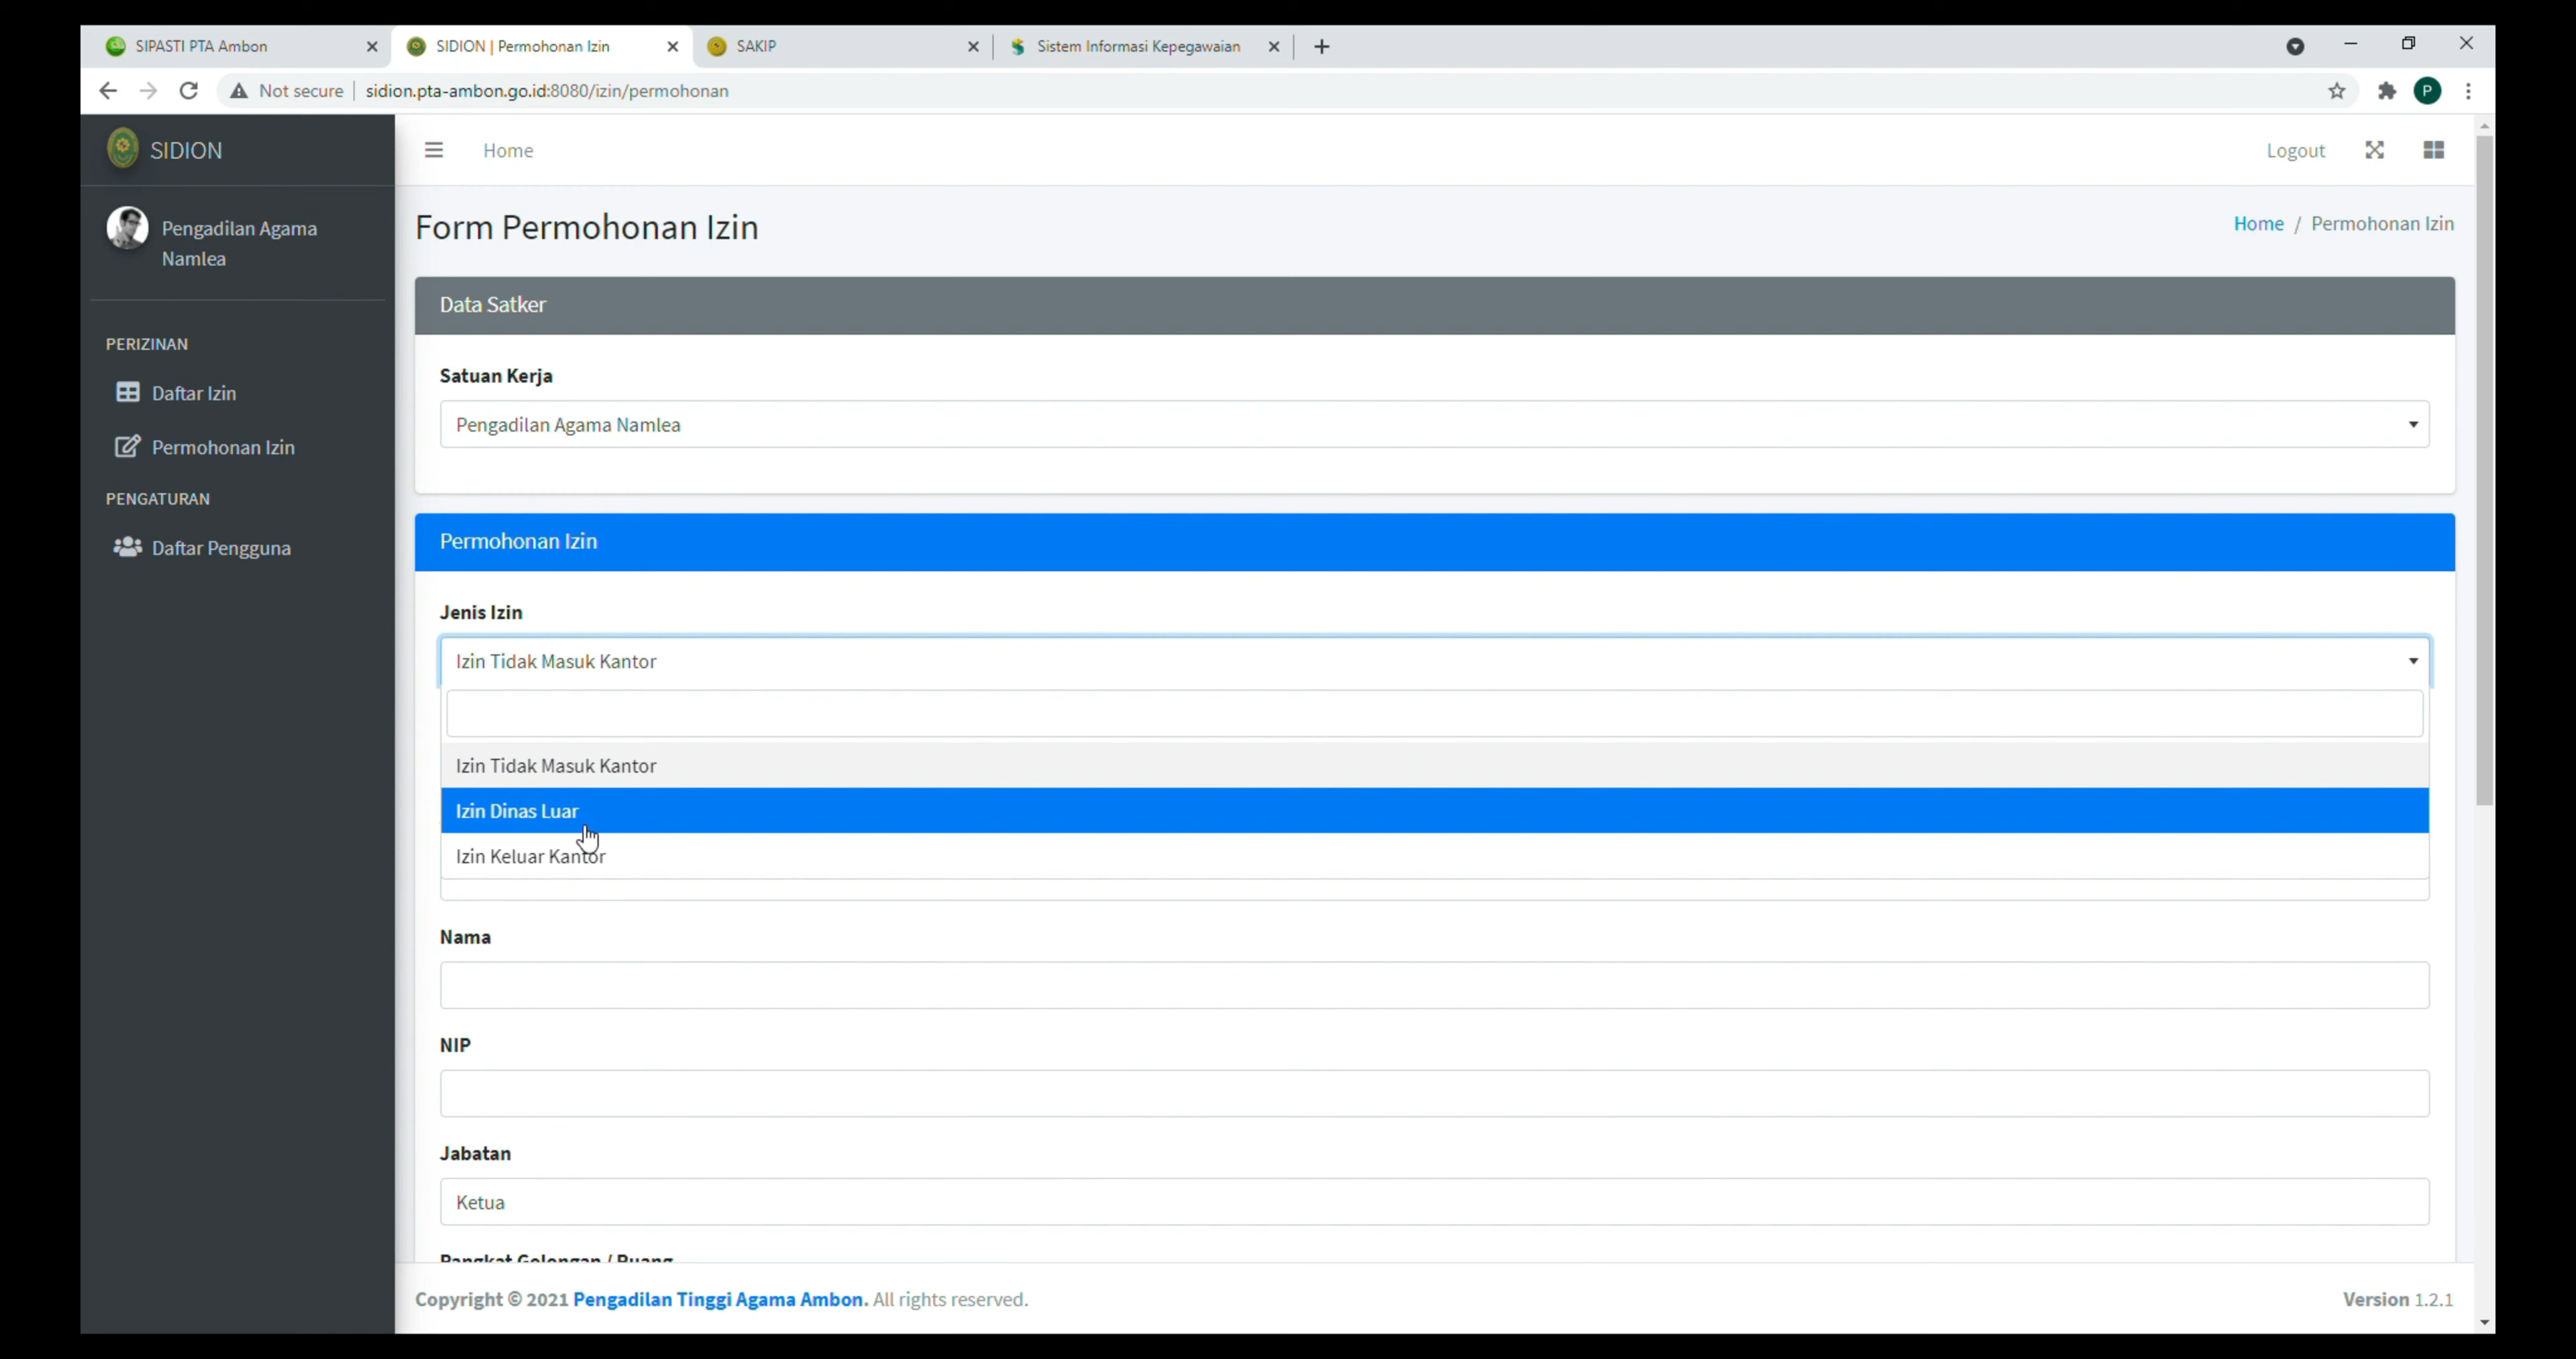 SIPASTI PTA Ambon
SIDION | Permohonan Izin
SAKIP
Sistem Informasi Kepegawaian
Not secure
sidion.pta-ambon.go.id:8080/izin/permohonan
P
SIDION
Home
Logout
Pengadilan Agama
Namlea
Form Permohonan Izin
Home / Permohonan Izin
Data Satker
PERIZINAN
Daftar Izin
Permohonan Izin
PENGATURAN
Daftar Pengguna
Satuan Kerja
Pengadilan Agama Namlea
Permohonan Izin
Jenis Izin
Izin Tidak Masuk Kantor
Izin Tidak Masuk Kantor
Izin Dinas Luar
Izin Keluar Kantor
Nama
NIP
Jabatan
Ketua
Pangkat Golongan / Ruang
Copyright © 2021 Pengadilan Tinggi Agama Ambon. All rights reserved.
Version 1.2.1